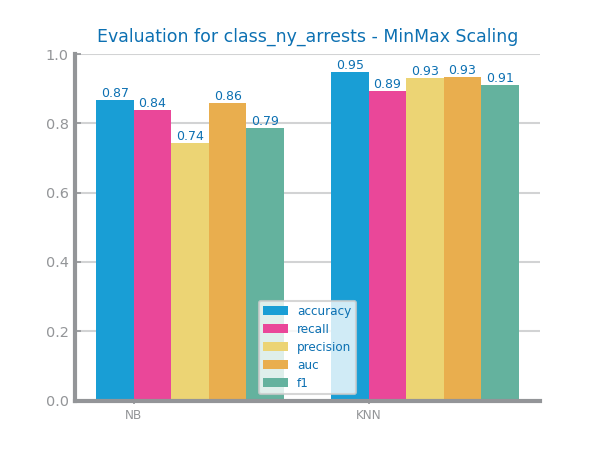 Evaluation for class_ny_arrests - MinMax Scaling
1.0
0.8
0.6
0.4
0.2
0.0
0.87
0.84
0.74
0.86
0.79
0.95
0.89
0.93
0.93
0.91
accuracy
recall
precision
auc
f1
NB
KNN